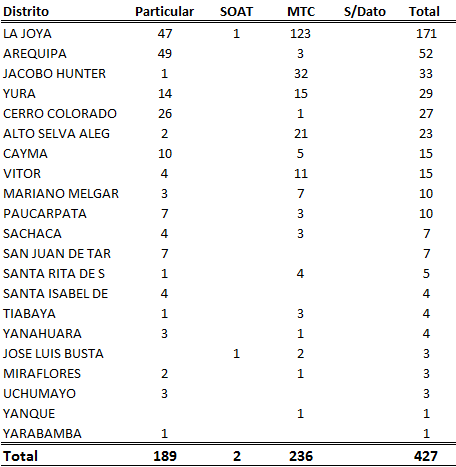 Distrito Particular SOAT MTC S/Dato Total
LA JOYA 47 1 123 171
AREQUIPA 49 3 52
JACOBO HUNTER 1 32 33
YURA 14 15 29
CERRO COLORADO 26 1 27
ALTO SELVA ALEG 2 21 23
CAYMA 10 5 15
VITOR 4 11 15
MARIANO MELGAR 3 7 10
PAUCARPATA 7 3 10
SACHACA 4 3 7
SAN JUAN DE TAR 7 7
SANTA RITA DE S 1 4 5
SANTA ISABEL DE 4 4
TIABAYA 1 3 4
YANAHUARA 3 1 4
JOSE LUIS BUSTA 1 2 3
MIRAFLORES 2 1 3
UCHUMAYO 3 3
YANQUE 1 1
YARABAMBA 1 1
Total 189 2 236 427